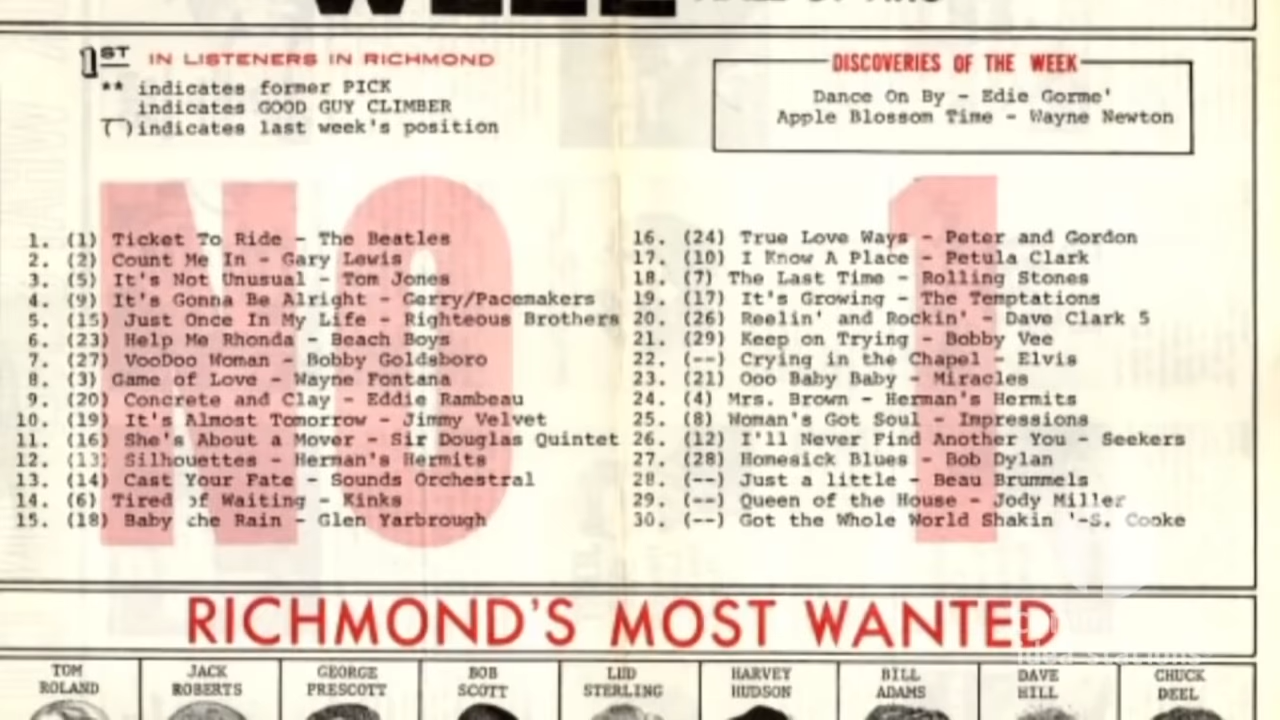 1ST IN LISTENERS IN RICHMOND
** indicates former PICK
indicates GOOD GUY CLIMBER
( )indicates last week's position
DISCOVERIES OF THE WEEK
Dance On By - Edie Gorme'
Apple Blossom Time - Wayne Newton
NO 1
1. (1) Ticket To Ride - The Beatles
2. (2) Count Me In - Gary Lewis
3. (5) It's Not Unusual - Tom Jones
4. (9) It's Gonna Be Alright - Gerry/Pacemakers
5. (15) Just Once In My Life - Righteous Brothers
6. (23) Help Me Rhonda - Beach Boys
7. (27) VooDoo Woman - Bobby Goldsboro
8. (3) Game of Love - Wayne Fontana
9. (20) Concrete and Clay - Eddie Rambeau
10. (19) It's Almost Tomorrow - Jimmy Velvet
11. (16) She's About a Mover - Sir Douglas Quintet
12. (13) Silhouettes - Herman's Hermits
13. (14) Cast Your Fate - Sounds Orchestral
14. (6) Tired of Waiting - Kinks
15. (18) Baby the Rain - Glen Yarbrough
16. (24) True Love Ways - Peter and Gordon
17. (10) I Know A Place - Petula Clark
18. (7) The Last Time - Rolling Stones
19. (17) It's Growing - The Temptations
20. (26) Reelin' and Rockin' - Dave Clark 5
21. (29) Keep on Trying - Bobby Vee
22. (--) Crying in the Chapel - Elvis
23. (21) Ooo Baby Baby - Miracles
24. (4) Mrs. Brown - Herman's Hermits
25. (8) Woman's Got Soul - Impressions
26. (12) I'll Never Find Another You - Seekers
27. (28) Homesick Blues - Bob Dylan
28. (--) Just a little - Beau Brummels
29. (--) Queen of the House - Jody Miller
30. (--) Got the Whole World Shakin '-S. Cooke
RICHMOND'S MOST WANTED
TOM ROLAND
JACK ROBERTS
GEORGE PRESCOTT
BOB SCOTT
LUD STERLING
HARVEY HUDSON
BILL ADAMS
DAVE HILL
CHUCK DEEL
idea stations